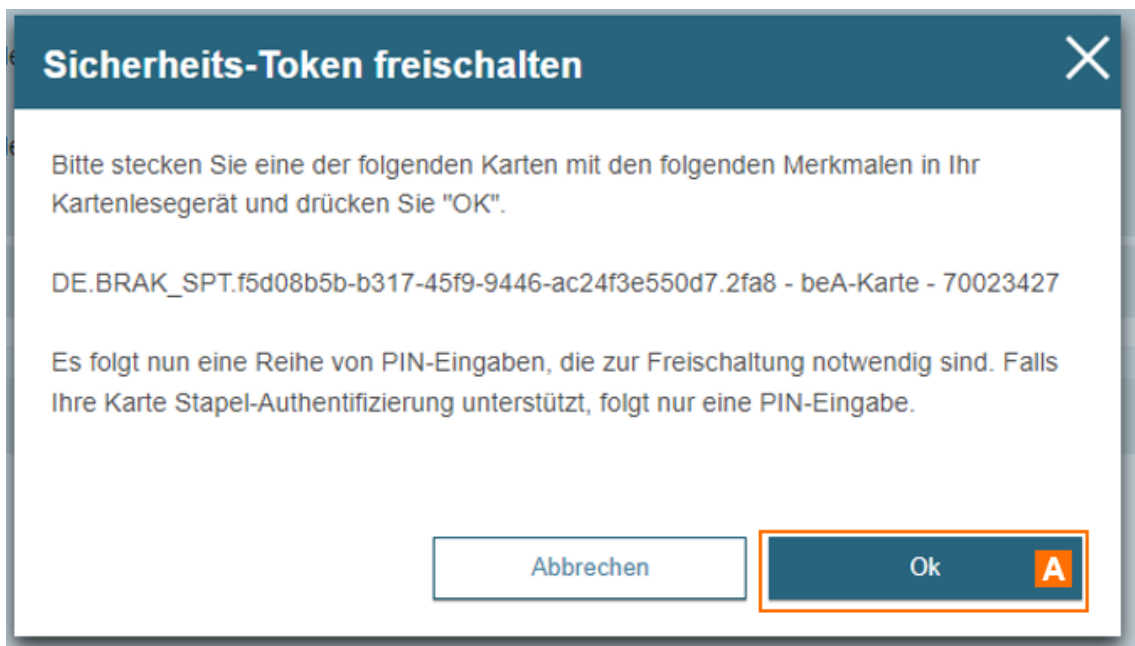 Sicherheits-Token freischalten
Bitte stecken Sie eine der folgenden Karten mit den folgenden Merkmalen in Ihr
Kartenlesegerät und drücken Sie "OK".
DE.BRAK_SPT.f5d08b5b-b317-45f9-9446-ac24f3e550d7.2fa8 - beA-Karte - 70023427
Es folgt nun eine Reihe von PIN-Eingaben, die zur Freischaltung notwendig sind. Falls
Ihre Karte Stapel-Authentifizierung unterstützt, folgt nur eine PIN-Eingabe.
Abbrechen
Ok A